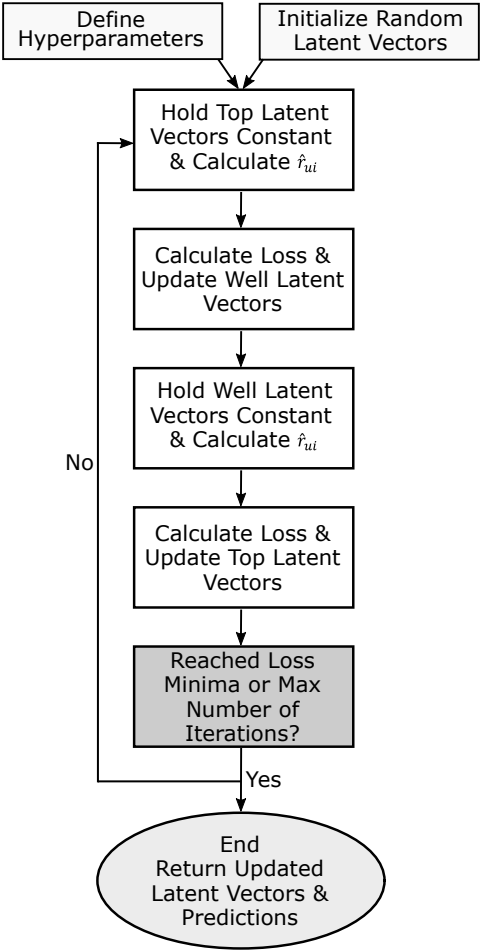 Define
Hyperparameters
Initialize Random
Latent Vectors
Hold Top Latent
Vectors Constant
& Calculate r̂ui
Calculate Loss &
Update Well Latent
Vectors
Hold Well Latent
Vectors Constant
& Calculate r̂ui
Calculate Loss &
Update Top Latent
Vectors
Reached Loss
Minima or Max
Number of
Iterations?
No
Yes
End
Return Updated
Latent Vectors &
Predictions